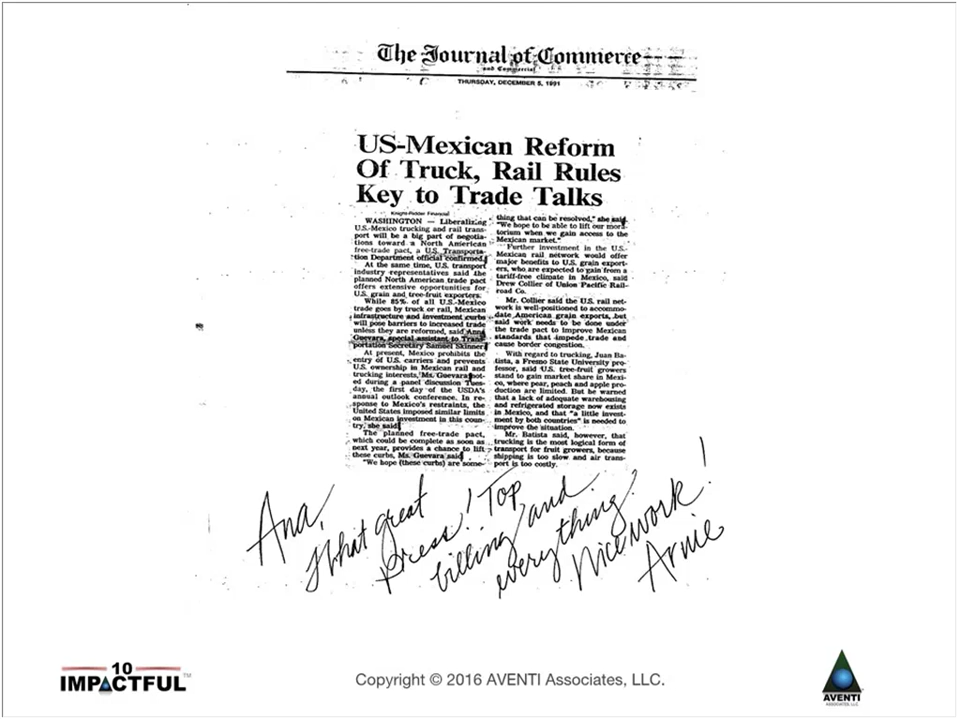 The Journal of Commerce
and Commercial
THURSDAY, DECEMBER 5, 1991
US-Mexican Reform
Of Truck, Rail Rules
Key to Trade Talks
Knight-Ridder Financial
WASHINGTON — Liberalizing
U.S.-Mexico trucking and rail trans-
port will be a big part of negotia-
tions toward a North American
free-trade pact, a U.S. Transporta-
tion Department official confirmed.
At the same time, U.S. transport
industry representatives said the
planned North American trade pact
offers extensive opportunities for
U.S. grain and tree-fruit exporters.
While 85% of all U.S.-Mexico
trade goes by truck or rail, Mexican
infrastructure and investment curbs
will pose barriers to increased trade
unless they are reformed, said Ana
Guevara, special assistant to Trans-
portation Secretary Samuel Skinner.
At present, Mexico prohibits the
entry of U.S. carriers and prevents
U.S. ownership in Mexican rail and
trucking interests, Ms. Guevara not-
ed during a panel discussion Tues-
day, the first day of the USDA's
annual outlook conference. In re-
sponse to Mexico's restraints, the
United States imposed similar limits
on Mexican investment in this coun-
try, she said.
The planned free-trade pact,
which could be complete as soon as
next year, provides a chance to lift
these curbs, Ms. Guevara said.
"We hope (these curbs) are some-
thing that can be resolved," she said.
"We hope to be able to lift our mora-
torium when we gain access to the
Mexican market."
Further investment in the U.S.-
Mexican rail network would offer
major benefits to U.S. grain export-
ers, who are expected to gain from a
tariff-free climate in Mexico, said
Drew Collier of Union Pacific Rail-
road Co.
Mr. Collier said the U.S. rail net-
work is well-positioned to accommo-
date American grain exports, but
said work needs to be done under
the trade pact to improve Mexican
standards that impede trade and
cause border congestion.
With regard to trucking, Juan Ba-
tista, a Fresno State University pro-
fessor, said U.S. tree-fruit growers
stand to gain market share in Mexi-
co, where pear, peach and apple pro-
duction are limited. But he warned
that a lack of adequate warehousing
and refrigerated storage now exists
in Mexico, and that "a little invest-
ment by both countries" is needed to
improve the situation.
Mr. Batista said, however, that
trucking is the most logical form of
transport for fruit growers, because
shipping is too slow and air trans-
port is too costly.
Ana,
What great
press! Top
billing and
everything!
Nice work!
Arnie
10
IMPACTFUL™
Copyright © 2016 AVENTI Associates, LLC.
AVENTI
ASSOCIATES, LLC